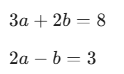 3a + 2b = 8
2a − b = 3